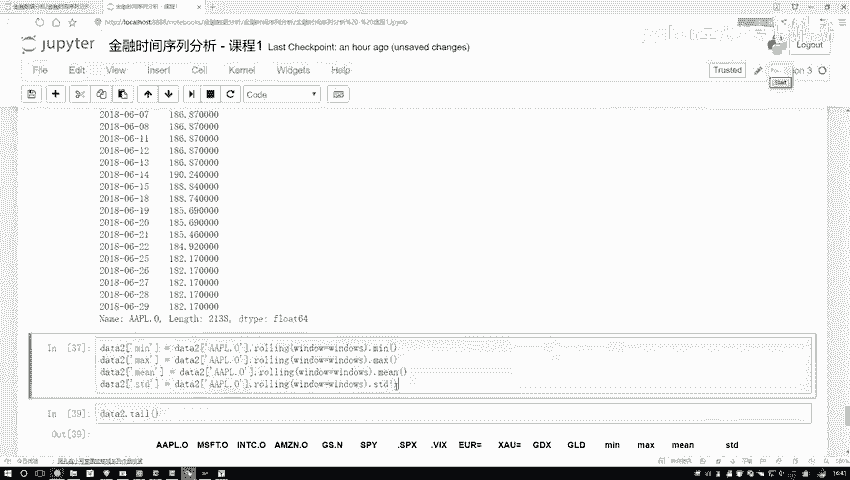 http://localhost:8888/notebooks/
jupyter 金融时间序列分析 - 课程1 Last Checkpoint: an hour ago (unsaved changes)
Logout
File Edit View Insert Cell Kernel Widgets Help
Trusted
Code
2018-06-07 186.870000
2018-06-08 186.870000
2018-06-11 186.870000
2018-06-12 186.870000
2018-06-13 186.870000
2018-06-14 190.240000
2018-06-15 188.840000
2018-06-18 188.740000
2018-06-19 185.690000
2018-06-20 185.690000
2018-06-21 185.460000
2018-06-22 184.920000
2018-06-25 182.170000
2018-06-26 182.170000
2018-06-27 182.170000
2018-06-28 182.170000
2018-06-29 182.170000
Name: AAPL.O, Length: 2138, dtype: float64
In [37]: data2['min'] = data2['AAPL.O'].rolling(window=windows).min()
data2['max'] = data2['AAPL.O'].rolling(window=windows).max()
data2['mean'] = data2['AAPL.O'].rolling(window=windows).mean()
data2['std'] = data2['AAPL.O'].rolling(window=windows).std()
In [39]: data2.tail()
Out[39]:
AAPL.O MSFT.O INTC.O AMZN.O GS.N SPY .SPX .VIX EUR= XAU= GDX GLD min max mean std
16:41